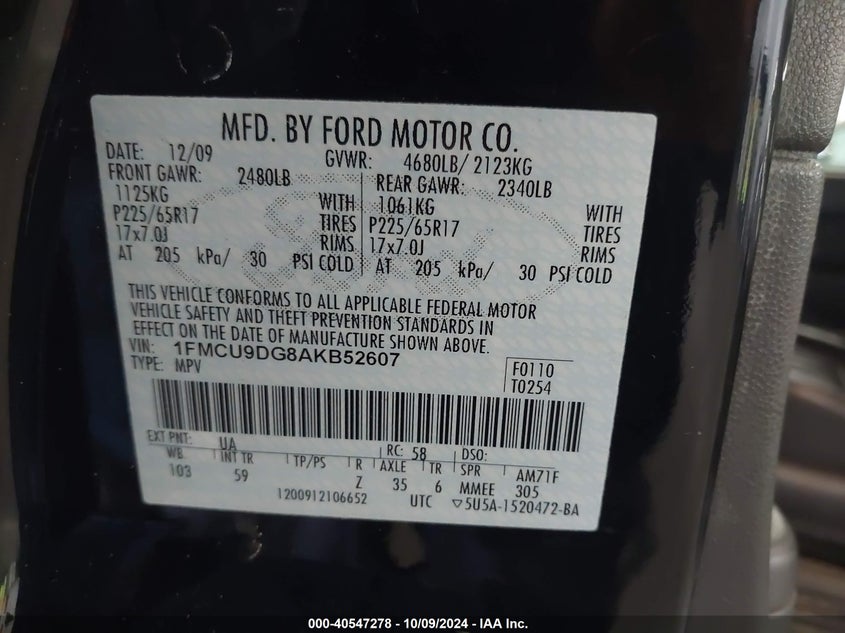 MFD. BY FORD MOTOR CO.
DATE: 12/09 GVWR: 4680LB/ 2123KG
FRONT GAWR: 2480LB REAR GAWR: 2340LB
1125KG WITH 1061KG WITH
P225/65R17 TIRES P225/65R17 TIRES
17x7.0J RIMS 17x7.0J RIMS
AT 205 kPa/ 30 PSI COLD AT 205 kPa/ 30 PSI COLD
THIS VEHICLE CONFORMS TO ALL APPLICABLE FEDERAL MOTOR
VEHICLE SAFETY AND THEFT PREVENTION STANDARDS IN
EFFECT ON THE DATE OF MANUFACTURE SHOWN ABOVE.
VIN: 1FMCU9DG8AKB52607
TYPE: MPV
F0110
T0254
EXT PNT: UA RC: 58 DSO:
WB INT TR TP/PS R AXLE TR SPR AM71F
103 59 Z 35 6 MMEE 305
1200912106652 UTC ▽5U5A-1520472-BA
000-40547278 - 10/09/2024 - IAA Inc.